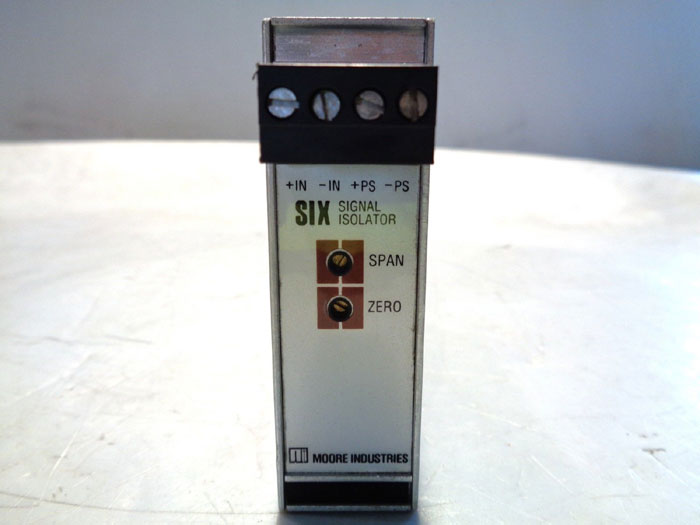 +IN -IN +PS -PS
SIX SIGNAL
ISOLATOR
SPAN
ZERO
MOORE INDUSTRIES